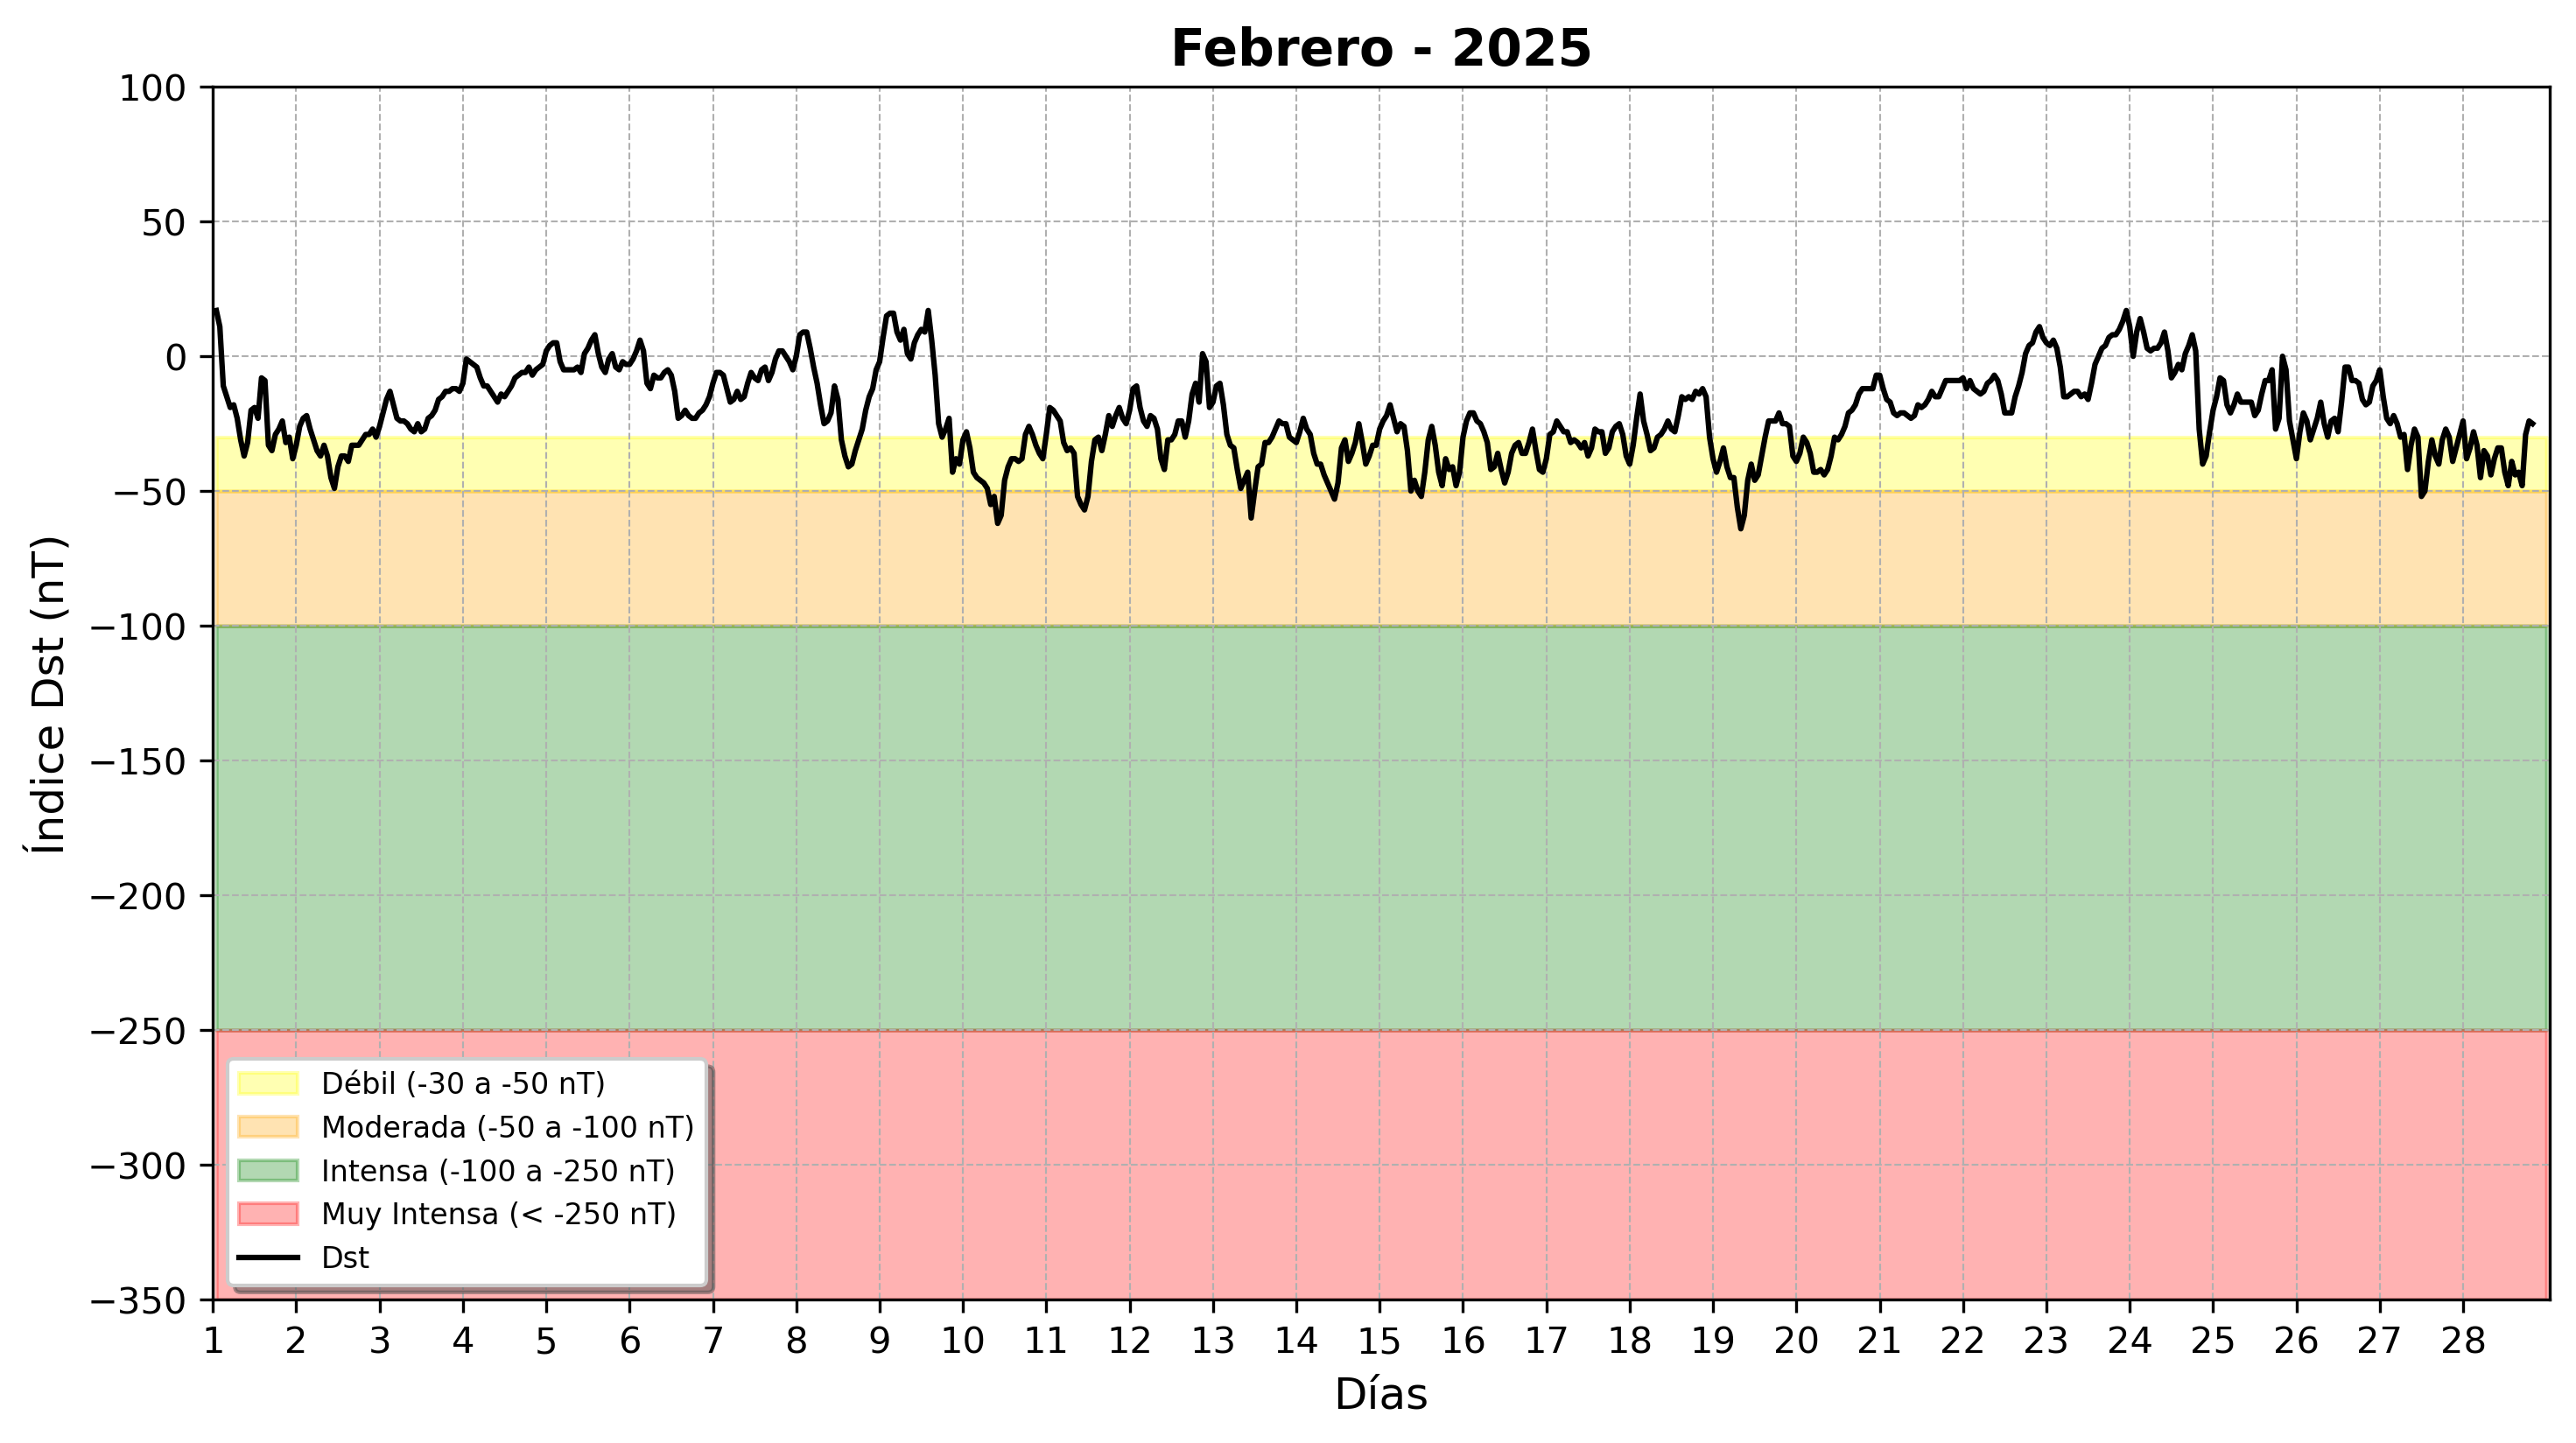 Febrero - 2025
Índice Dst (nT)
100
50
0
−50
−100
−150
−200
−250
−300
−350
Débil (-30 a -50 nT)
Moderada (-50 a -100 nT)
Intensa (-100 a -250 nT)
Muy Intensa (< -250 nT)
Dst
1 2 3 4 5 6 7 8 9 10 11 12 13 14 15 16 17 18 19 20 21 22 23 24 25 26 27 28
Días